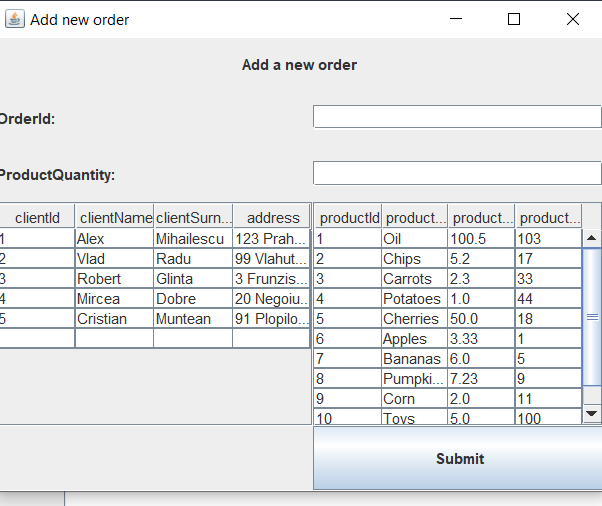 Add new order
Add a new order
OrderId:
ProductQuantity:
clientId clientName clientSurn... address
1 Alex Mihailescu 123 Prah...
2 Vlad Radu 99 Vlahut...
3 Robert Glinta 3 Frunzis...
4 Mircea Dobre 20 Negoiu...
5 Cristian Muntean 91 Plopilo...
productId product... product... product...
1 Oil 100.5 103
2 Chips 5.2 17
3 Carrots 2.3 33
4 Potatoes 1.0 44
5 Cherries 50.0 18
6 Apples 3.33 1
7 Bananas 6.0 5
8 Pumpki... 7.23 9
9 Corn 2.0 11
10 Toys 5.0 100
Submit